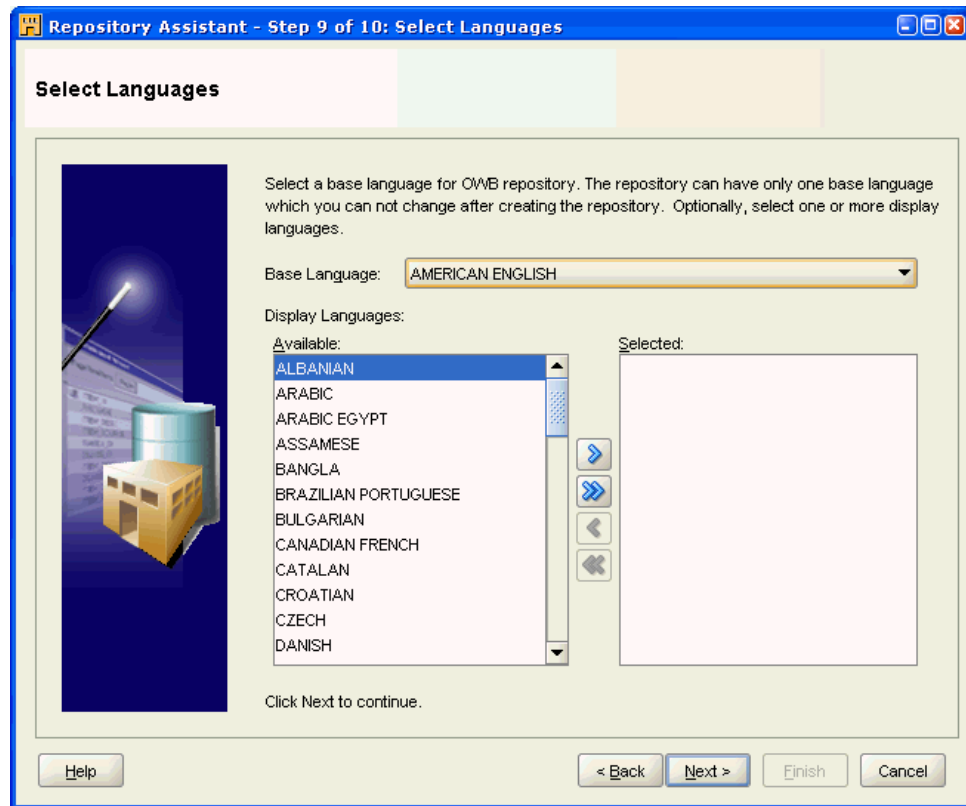 Repository Assistant - Step 9 of 10: Select Languages
Select Languages
Select a base language for OWB repository. The repository can have only one base language
which you can not change after creating the repository. Optionally, select one or more display
languages.
Base Language: AMERICAN ENGLISH
Display Languages:
Available: Selected:
ALBANIAN
ARABIC
ARABIC EGYPT
ASSAMESE
BANGLA
BRAZILIAN PORTUGUESE
BULGARIAN
CANADIAN FRENCH
CATALAN
CROATIAN
CZECH
DANISH
Click Next to continue.
Help < Back Next > Finish Cancel